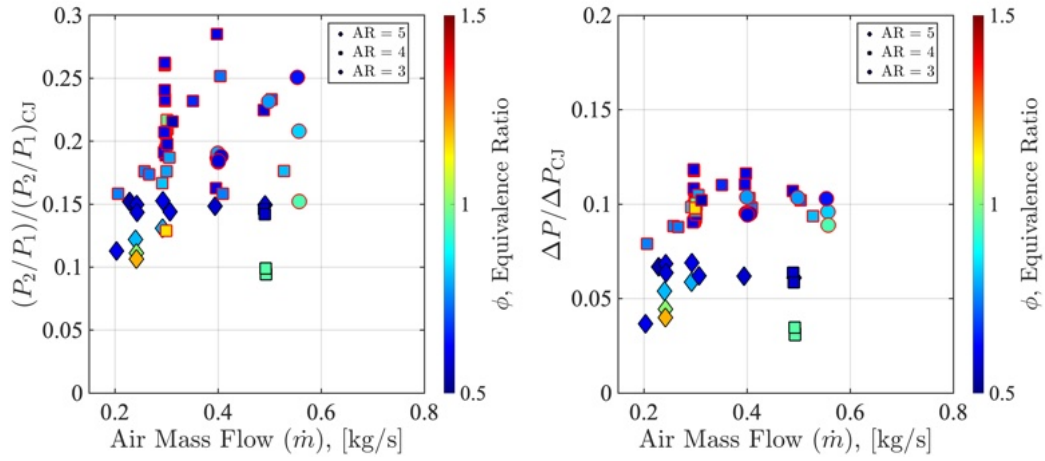 0.3
0.25
0.2
0.15
0.1
0.05
0
(P₂/P₁)/(P₂/P₁)CJ
0.2 0.4 0.6 0.8
Air Mass Flow (ṁ), [kg/s]
AR = 5
AR = 4
AR = 3
1.5
1
0.5
ϕ, Equivalence Ratio
0.2
0.15
0.1
0.05
0
ΔP/ΔPCJ
0.2 0.4 0.6 0.8
Air Mass Flow (ṁ), [kg/s]
AR = 5
AR = 4
AR = 3
1.5
1
0.5
ϕ, Equivalence Ratio